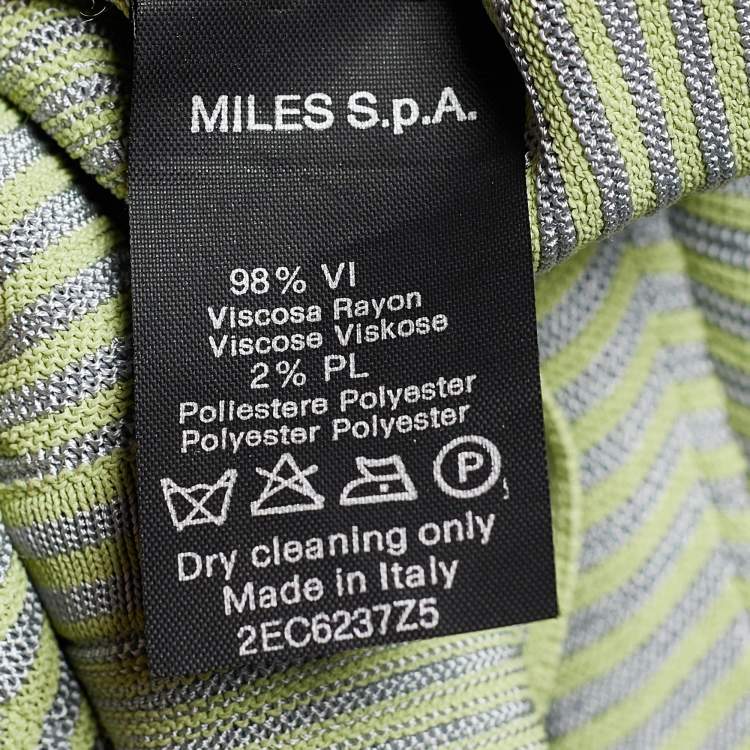 MILES S.p.A.
98% VI
Viscosa Rayon
Viscose Viskose
2% PL
Poliestere Polyester
Polyester Polyester
P
Dry cleaning only
Made in Italy
2EC6237Z5